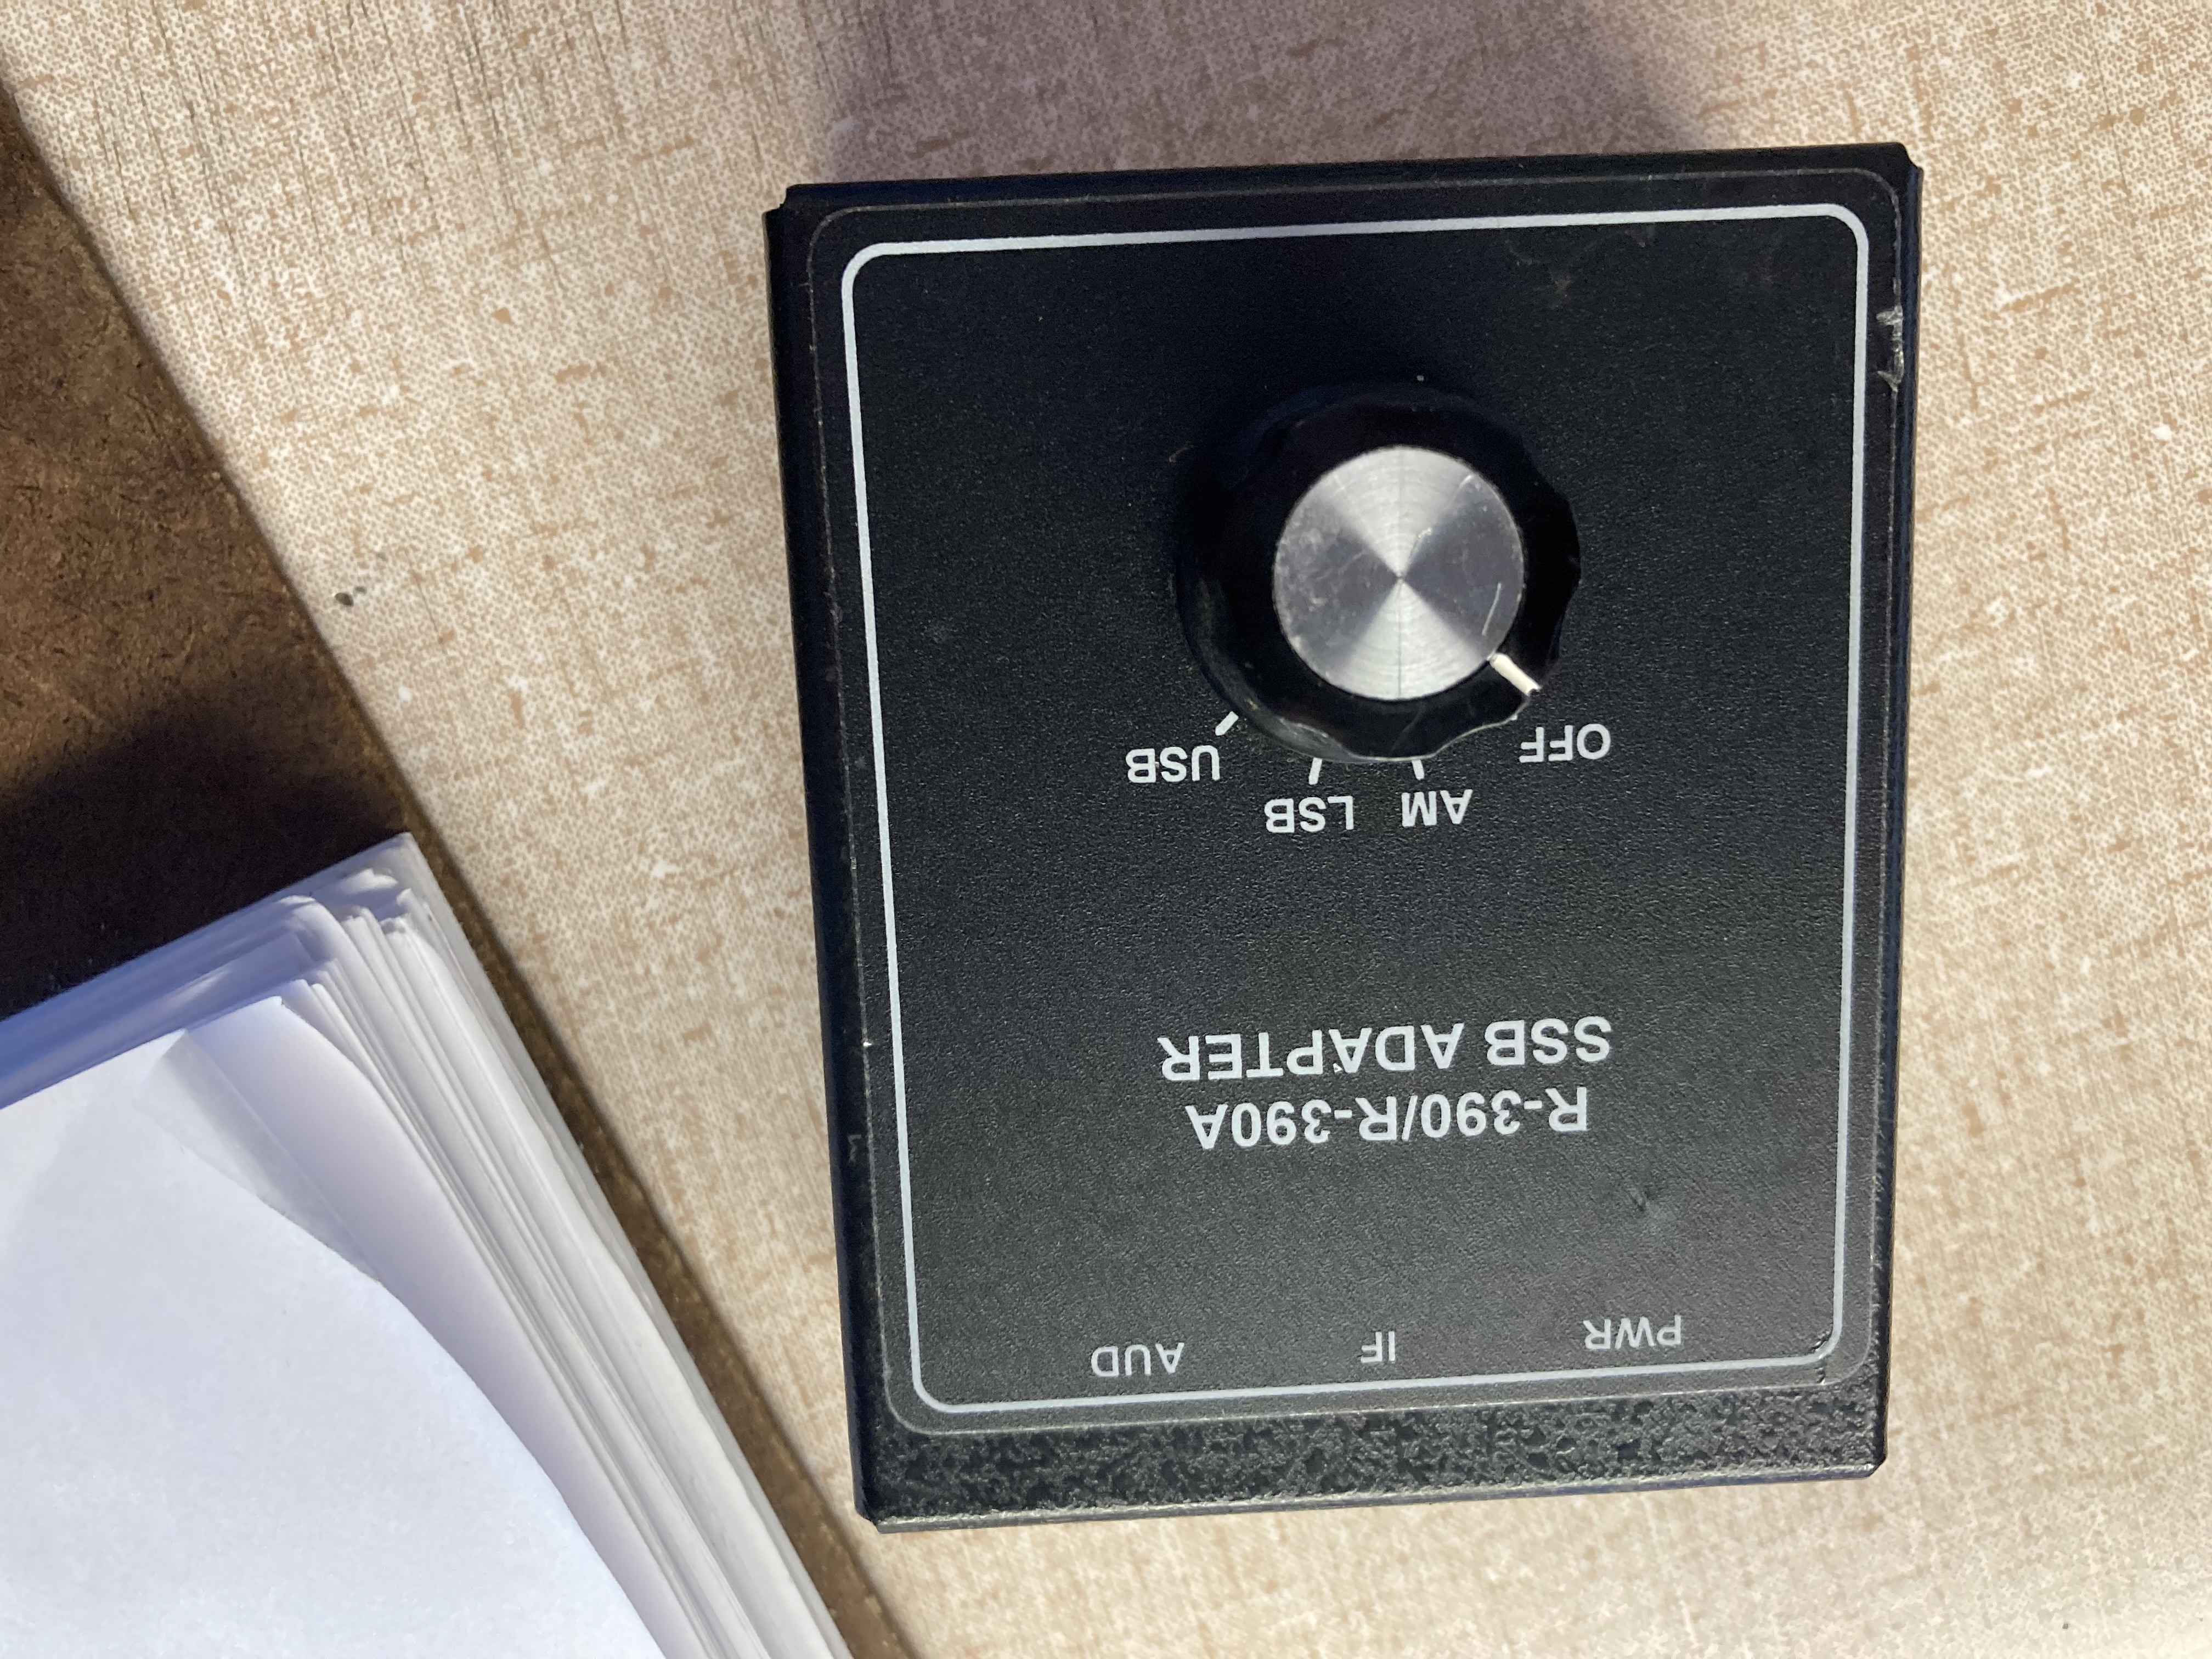 PWR IF AUD
R-390/R-390A
SSB ADAPTER
AM LSB
OFF USB